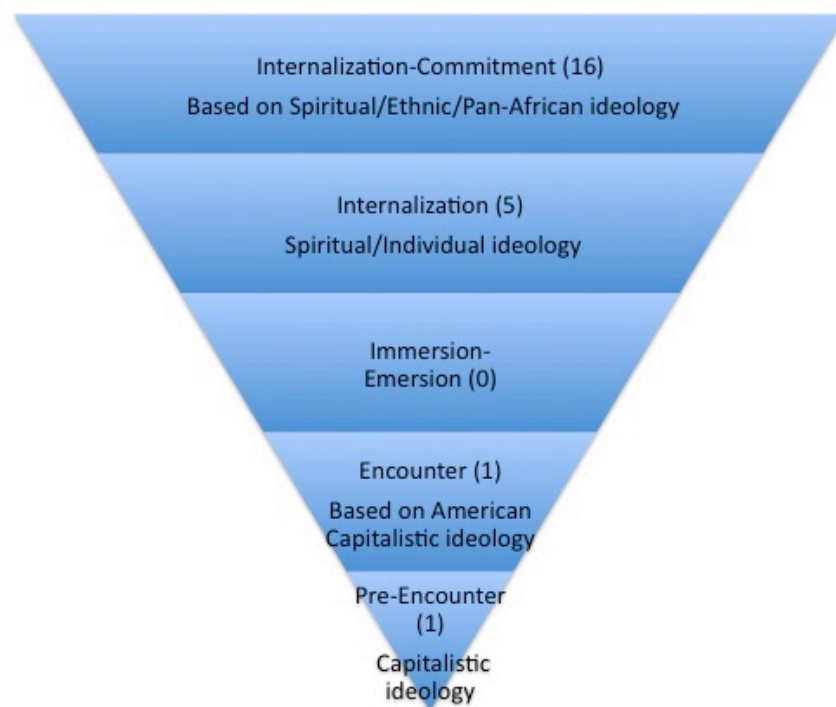 Internalization-Commitment (16)
Based on Spiritual/Ethnic/Pan-African ideology
Internalization (5)
Spiritual/Individual ideology
Immersion-
Emersion (0)
Encounter (1)
Based on American
Capitalistic ideology
Pre-Encounter
(1)
Capitalistic
ideology